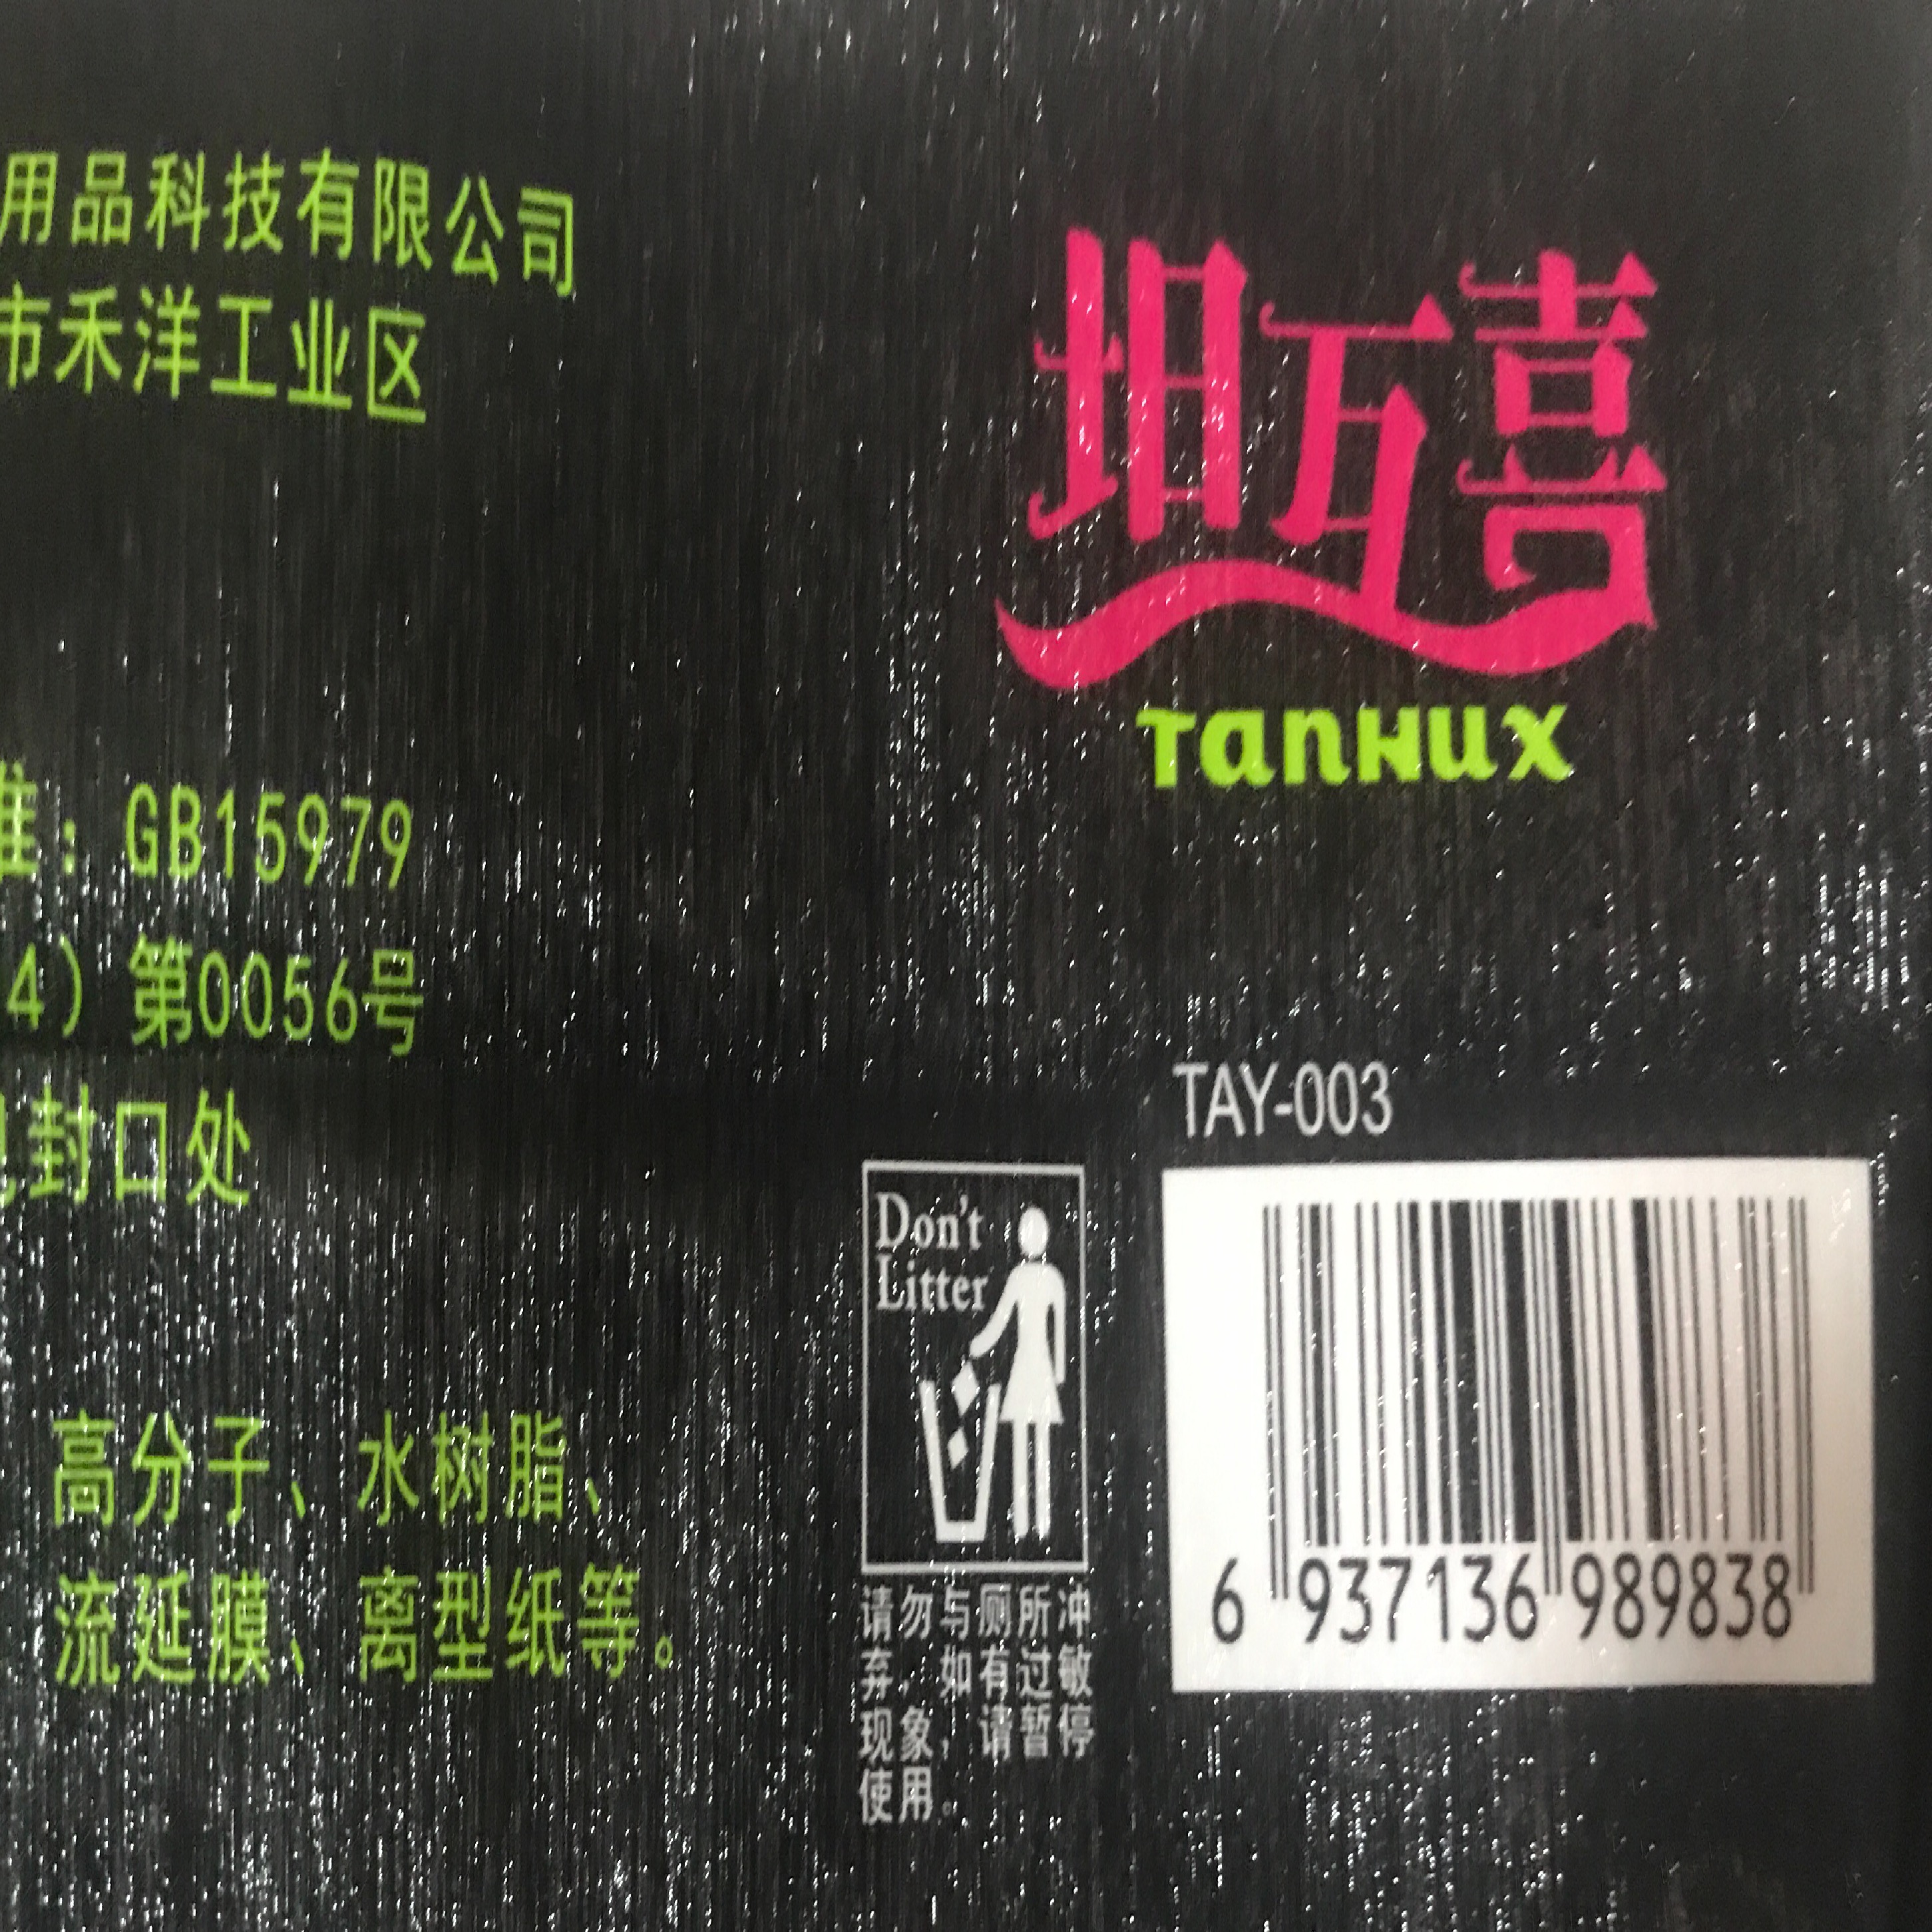 用品科技有限公司
市禾洋工业区
坦互喜
TanHux
准：GB15979
4）第0056号
封口处
TAY-003
Don't
Litter
高分子、水树脂、
流延膜、离型纸等。
请勿与厕所冲
弃，如有过敏
现象，请暂停
使用。
6 937136 989838